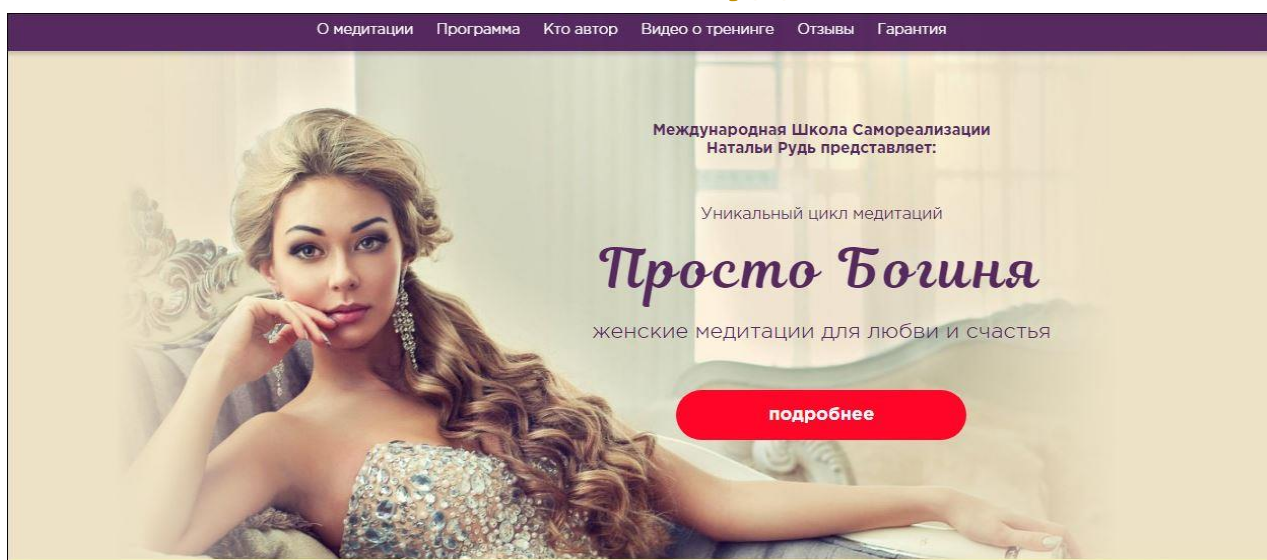 О медитации Программа Кто автор Видео о тренинге Отзывы Гарантия
Международная Школа Самореализации
Натальи Рудь представляет:
Уникальный цикл медитаций
Просто Богиня
женские медитации для любви и счастья
подробнее